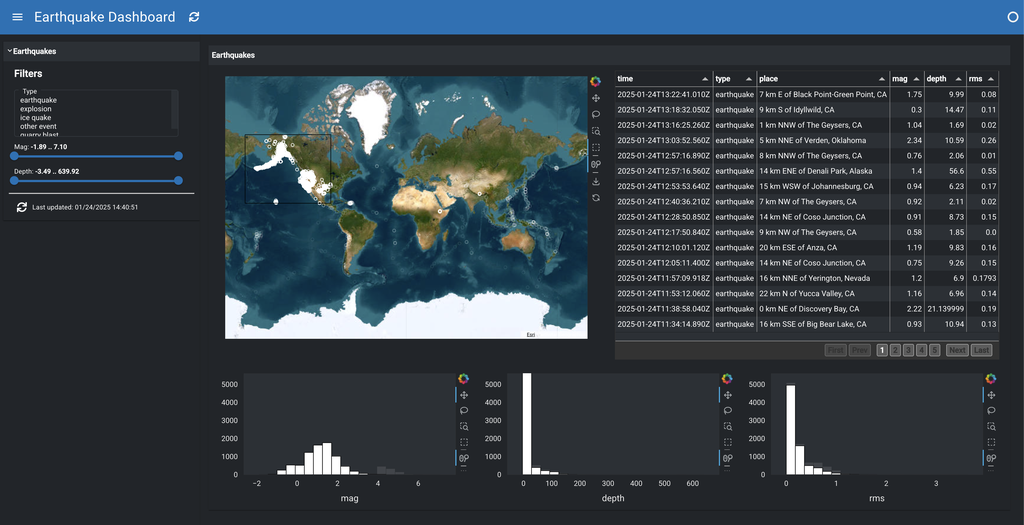 Earthquake Dashboard
Earthquakes
Filters
Type
earthquake
explosion
ice quake
other event
quarry blast
Mag: -1.89 .. 7.10
Depth: -3.49 .. 639.92
Last updated: 01/24/2025 14:40:51
Earthquakes
Esri
time type place mag depth rms
2025-01-24T13:22:41.010Z earthquake 7 km E of Black Point-Green Point, CA 1.75 9.99 0.08
2025-01-24T13:18:32.050Z earthquake 9 km S of Idyllwild, CA 0.3 14.47 0.11
2025-01-24T13:16:25.260Z earthquake 1 km NNW of The Geysers, CA 1.04 1.69 0.02
2025-01-24T13:03:52.560Z earthquake 5 km NNE of Verden, Oklahoma 2.34 10.59 0.26
2025-01-24T12:57:16.890Z earthquake 8 km NNW of The Geysers, CA 0.76 2.06 0.01
2025-01-24T12:57:16.560Z earthquake 14 km ENE of Denali Park, Alaska 1.4 56.6 0.55
2025-01-24T12:53:53.640Z earthquake 15 km WSW of Johannesburg, CA 0.94 6.23 0.17
2025-01-24T12:40:36.210Z earthquake 7 km NW of The Geysers, CA 0.92 2.11 0.02
2025-01-24T12:28:50.850Z earthquake 14 km NE of Coso Junction, CA 0.91 8.73 0.15
2025-01-24T12:17:50.840Z earthquake 9 km NW of The Geysers, CA 0.58 1.85 0.0
2025-01-24T12:10:01.120Z earthquake 20 km ESE of Anza, CA 1.19 9.83 0.16
2025-01-24T12:05:11.400Z earthquake 14 km NE of Coso Junction, CA 0.75 9.26 0.15
2025-01-24T11:57:09.918Z earthquake 16 km NNE of Yerington, Nevada 1.2 6.9 0.1793
2025-01-24T11:53:12.060Z earthquake 22 km N of Yucca Valley, CA 1.16 6.96 0.14
2025-01-24T11:38:58.040Z earthquake 0 km NE of Discovery Bay, CA 2.22 21.139999 0.19
2025-01-24T11:34:14.890Z earthquake 16 km SSE of Big Bear Lake, CA 0.93 10.94 0.13
First Prev 1 2 3 4 5 Next Last
5000
4000
3000
2000
1000
0
−2 0 2 4 6
mag
5000
4000
3000
2000
1000
0
0 100 200 300 400 500 600
depth
5000
4000
3000
2000
1000
0
0 1 2 3
rms